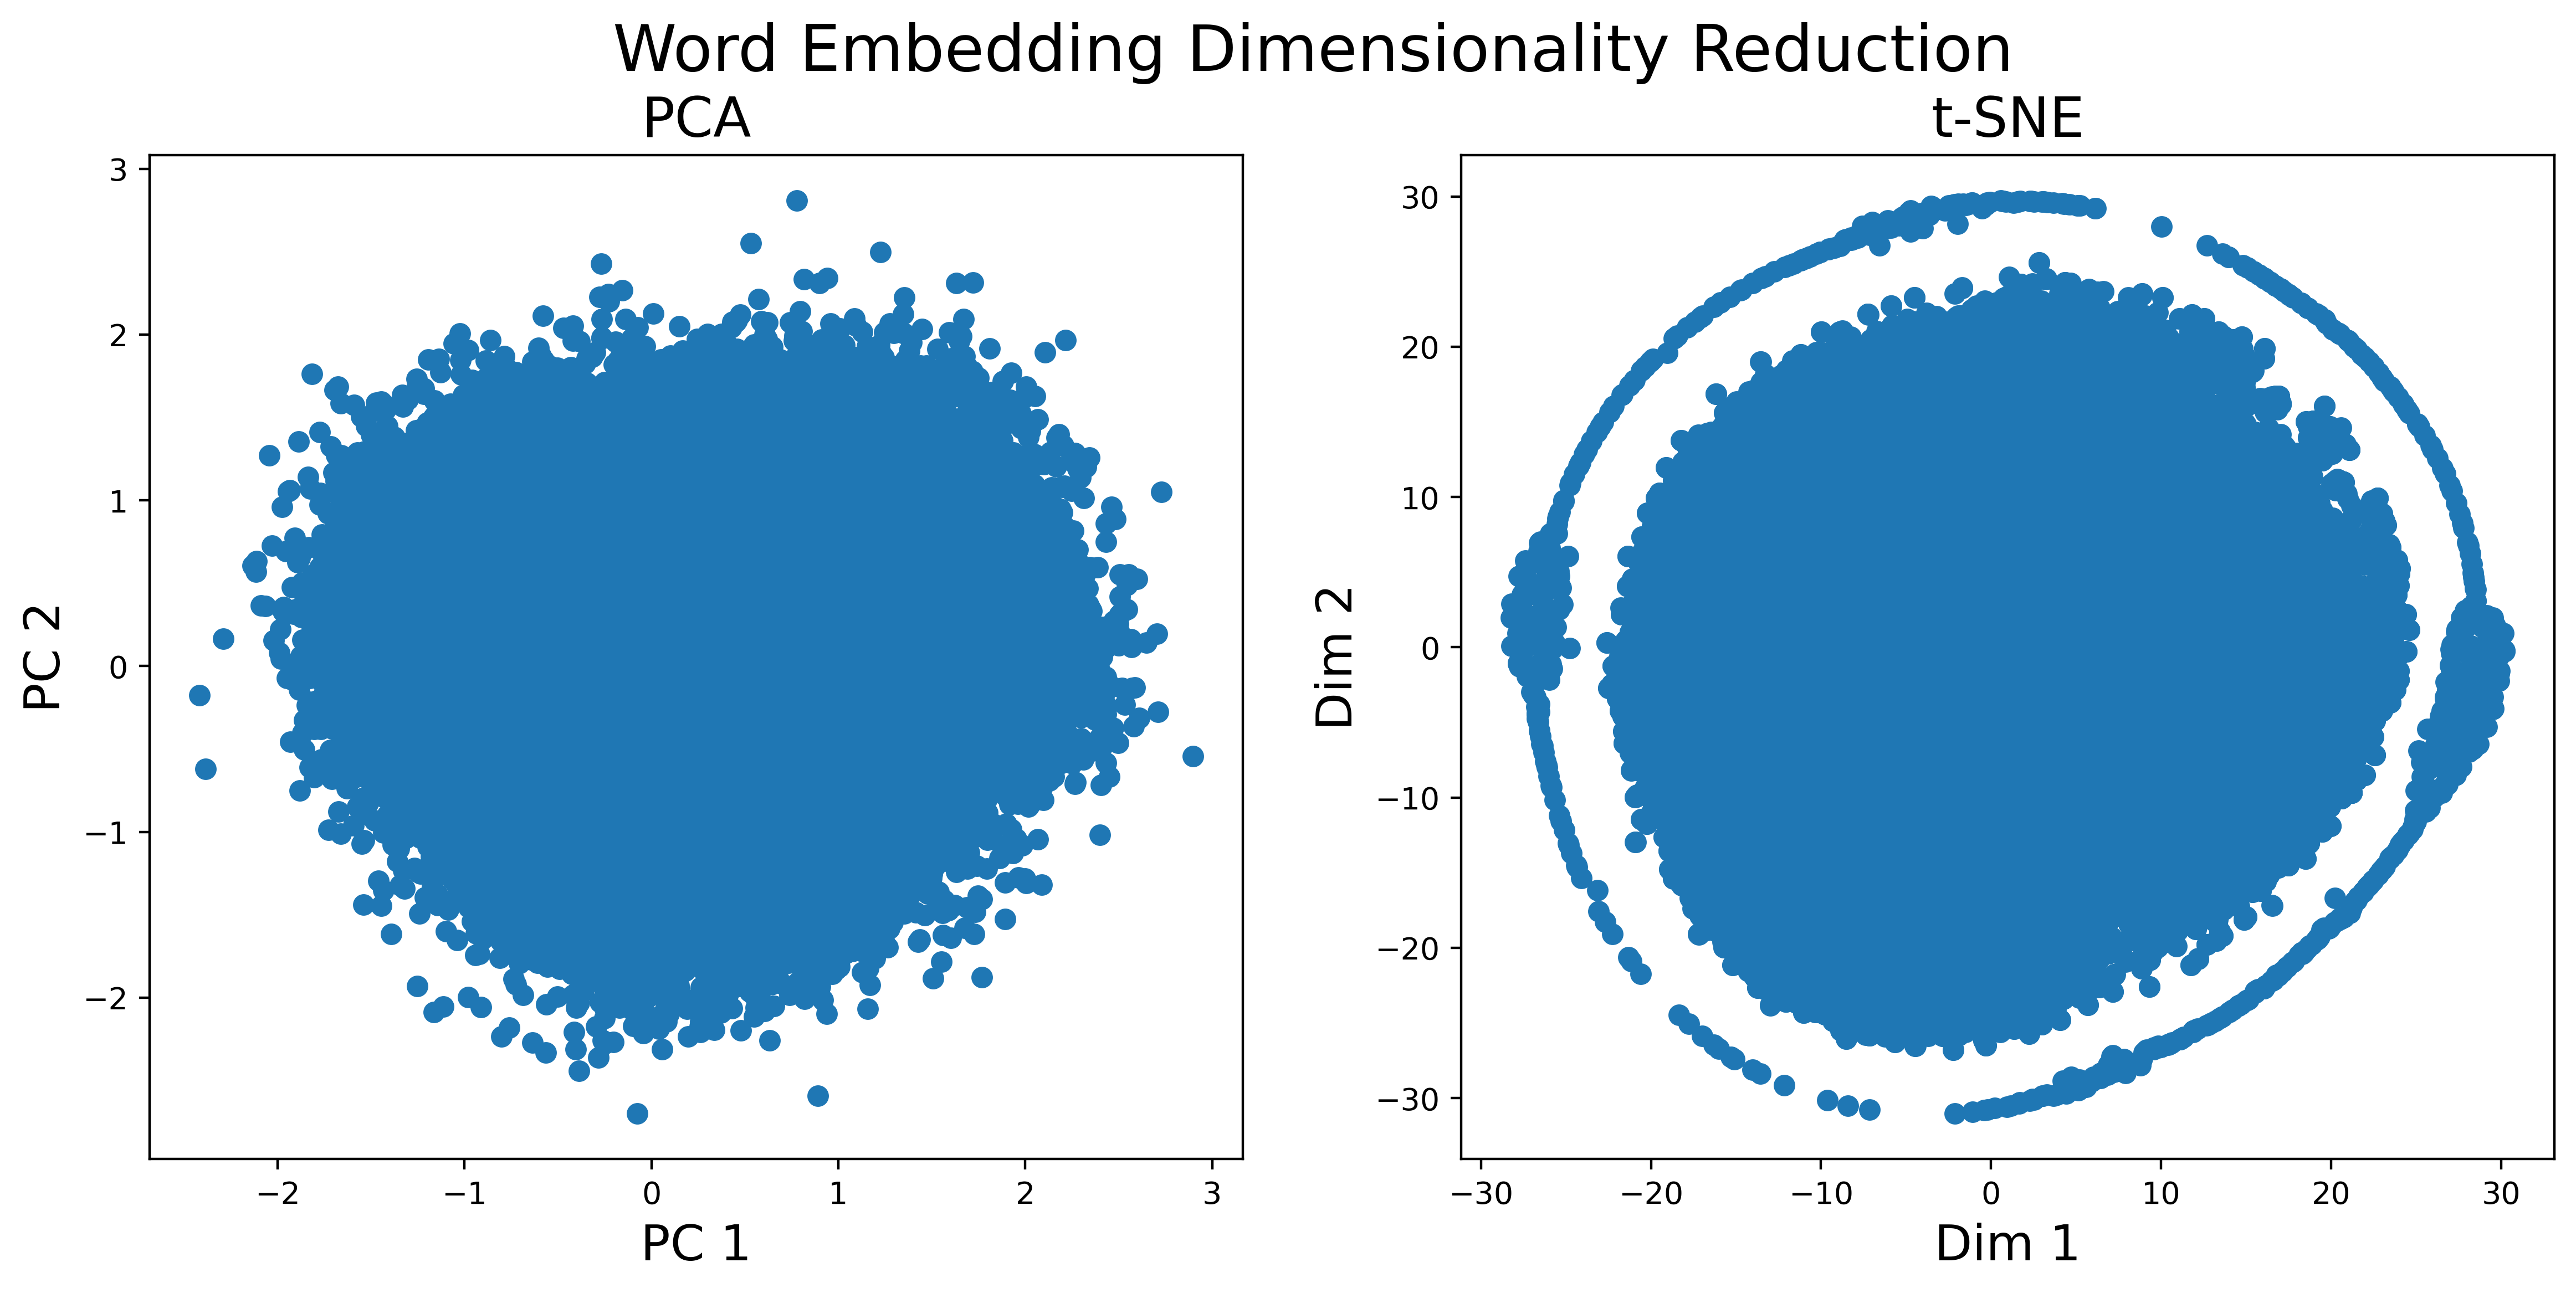 Word Embedding Dimensionality Reduction
PCA
3
2
1
0
−1
−2
PC 2
−2 −1 0 1 2 3
PC 1
t-SNE
30
20
10
0
−10
−20
−30
Dim 2
−30 −20 −10 0 10 20 30
Dim 1